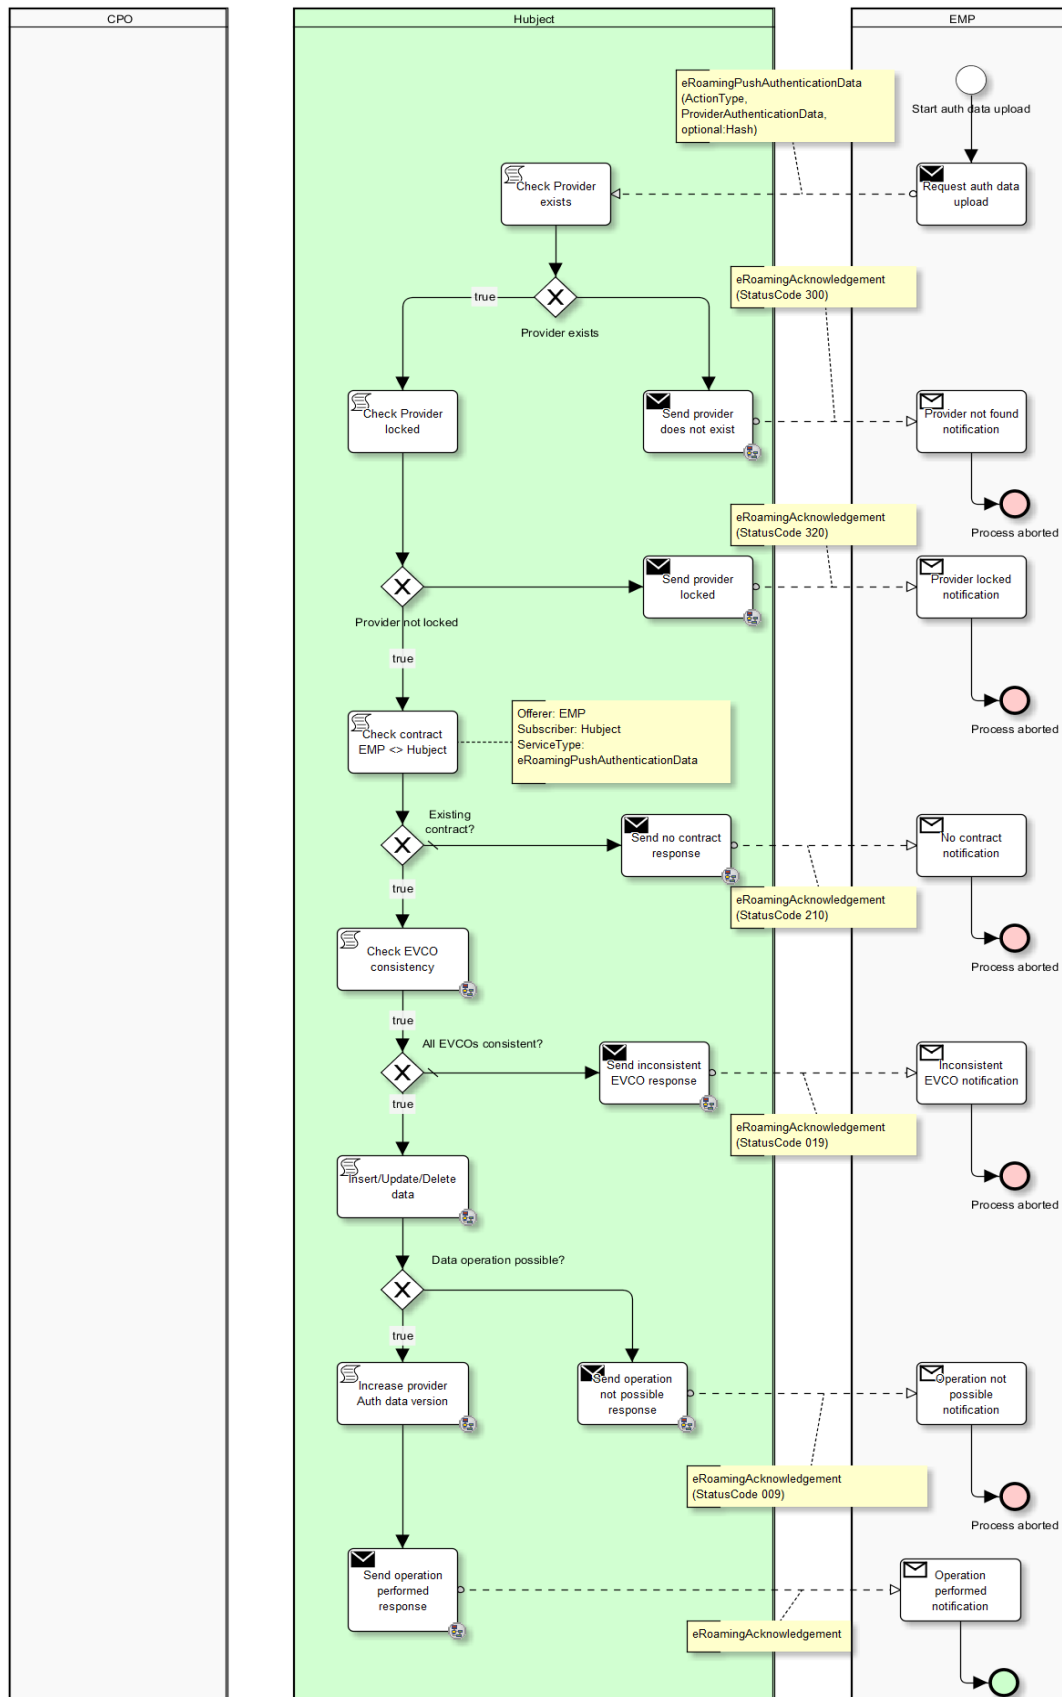 CPO
Hubject
EMP
eRoamingPushAuthenticationData
(ActionType,
ProviderAuthenticationData,
optional:Hash)
Start auth data upload
Check Provider
exists
Request auth data
upload
eRoamingAcknowledgement
(StatusCode 300)
true
Provider exists
Check Provider
locked
Send provider
does not exist
Provider not found
notification
Process aborted
eRoamingAcknowledgement
(StatusCode 320)
Send provider
locked
Provider locked
notification
Provider not locked
true
Process aborted
Check contract
EMP <> Hubject
Offerer: EMP
Subscriber: Hubject
ServiceType:
eRoamingPushAuthenticationData
Existing
contract?
Send no contract
response
No contract
notification
true
eRoamingAcknowledgement
(StatusCode 210)
Process aborted
Check EVCO
consistency
true
All EVCOs consistent?
Send inconsistent
EVCO response
Inconsistent
EVCO notification
true
eRoamingAcknowledgement
(StatusCode 019)
Process aborted
Insert/Update/Delete
data
Data operation possible?
true
Increase provider
Auth data version
Send operation
not possible
response
Operation not
possible
notification
eRoamingAcknowledgement
(StatusCode 009)
Process aborted
Send operation
performed
response
Operation
performed
notification
eRoamingAcknowledgement